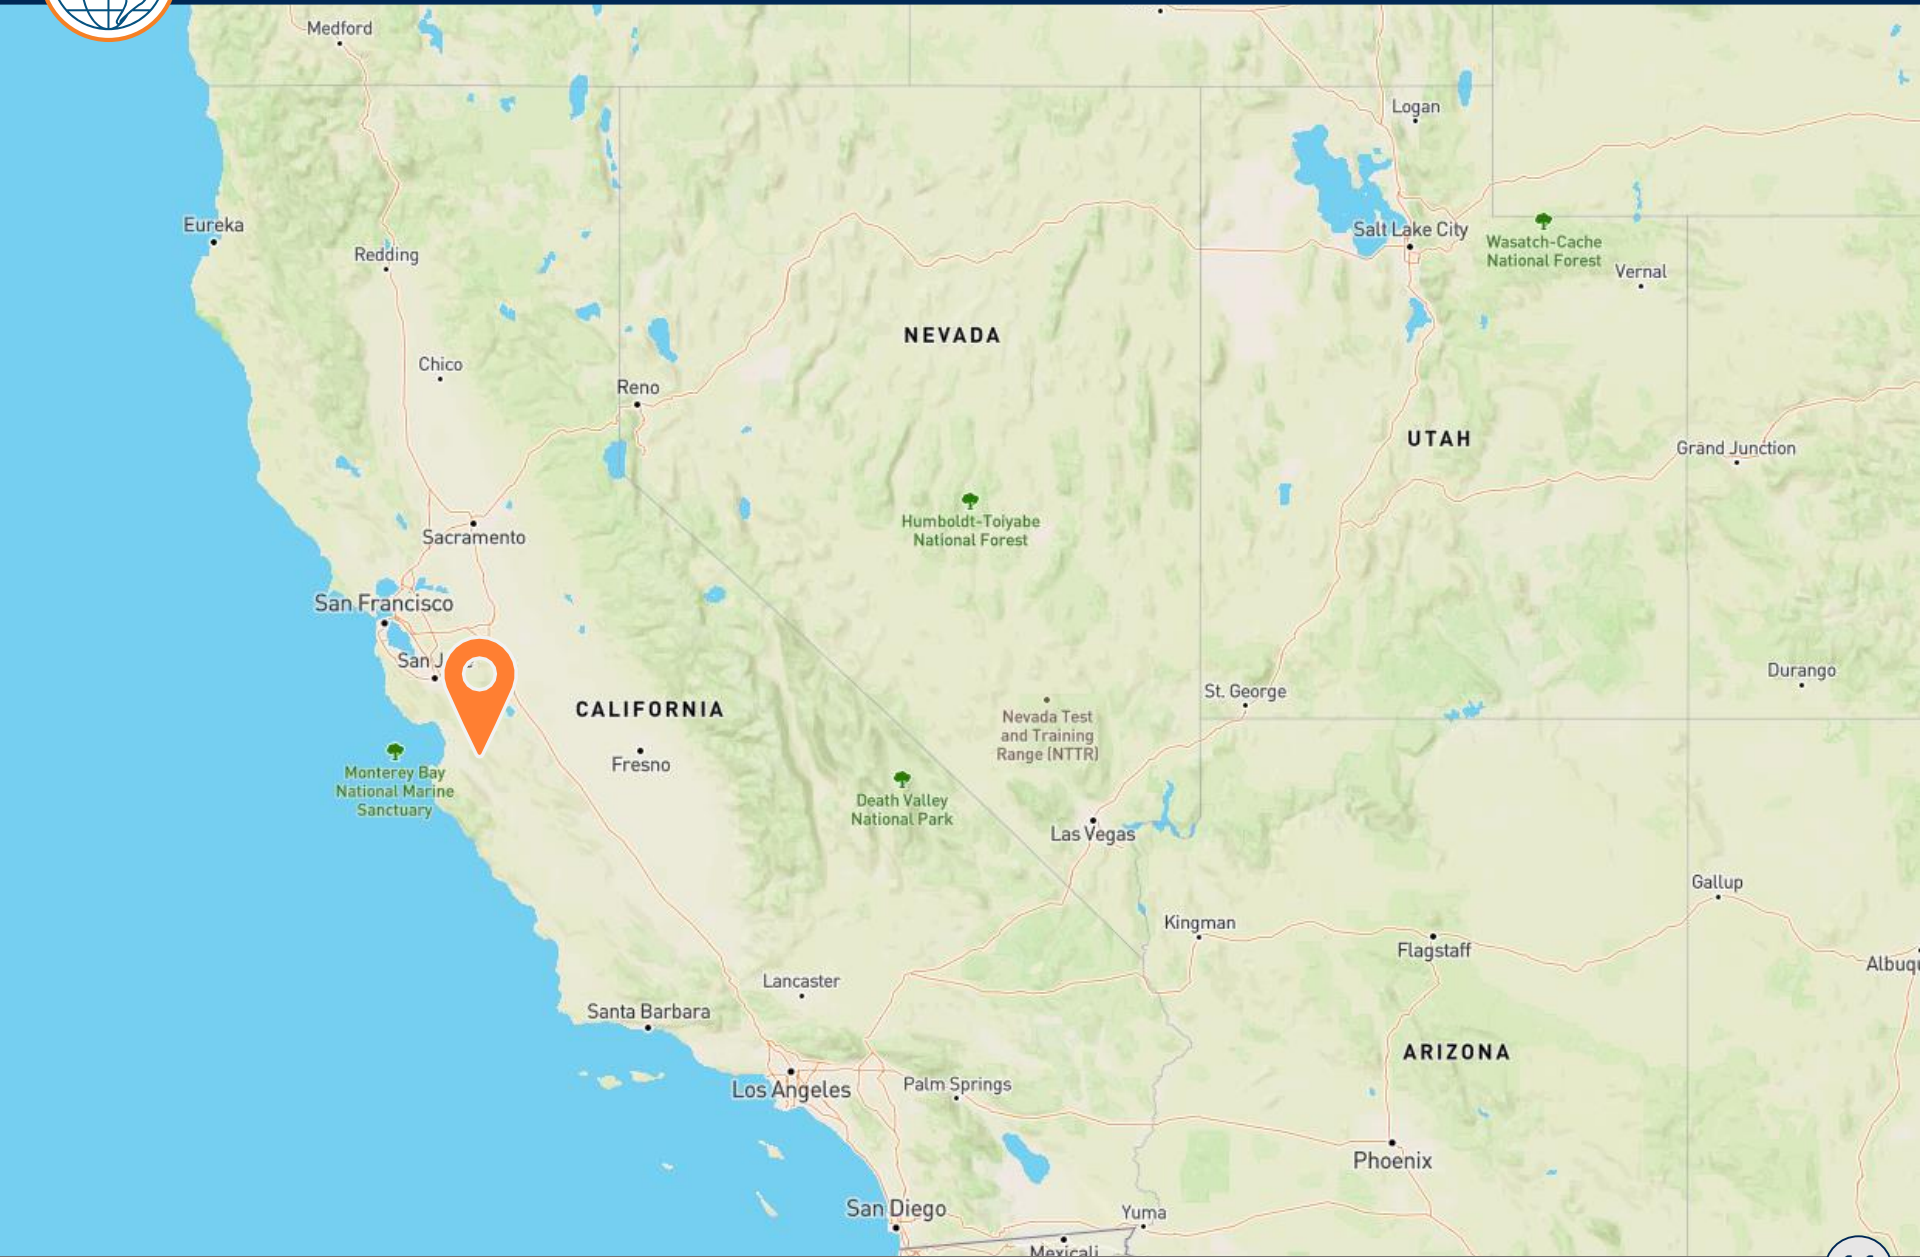 Medford
Logan
Eureka
Redding
Salt Lake City
Wasatch-Cache
National Forest
Vernal
NEVADA
Chico
Reno
UTAH
Grand Junction
Humboldt-Toiyabe
National Forest
Sacramento
San Francisco
San
CALIFORNIA
Fresno
Monterey Bay
National Marine
Sanctuary
Nevada Test
and Training
Range (NTTR)
St. George
Durango
Death Valley
National Park
Las Vegas
Kingman
Flagstaff
Gallup
Lancaster
Santa Barbara
ARIZONA
Los Angeles
Palm Springs
Phoenix
San Diego
Yuma